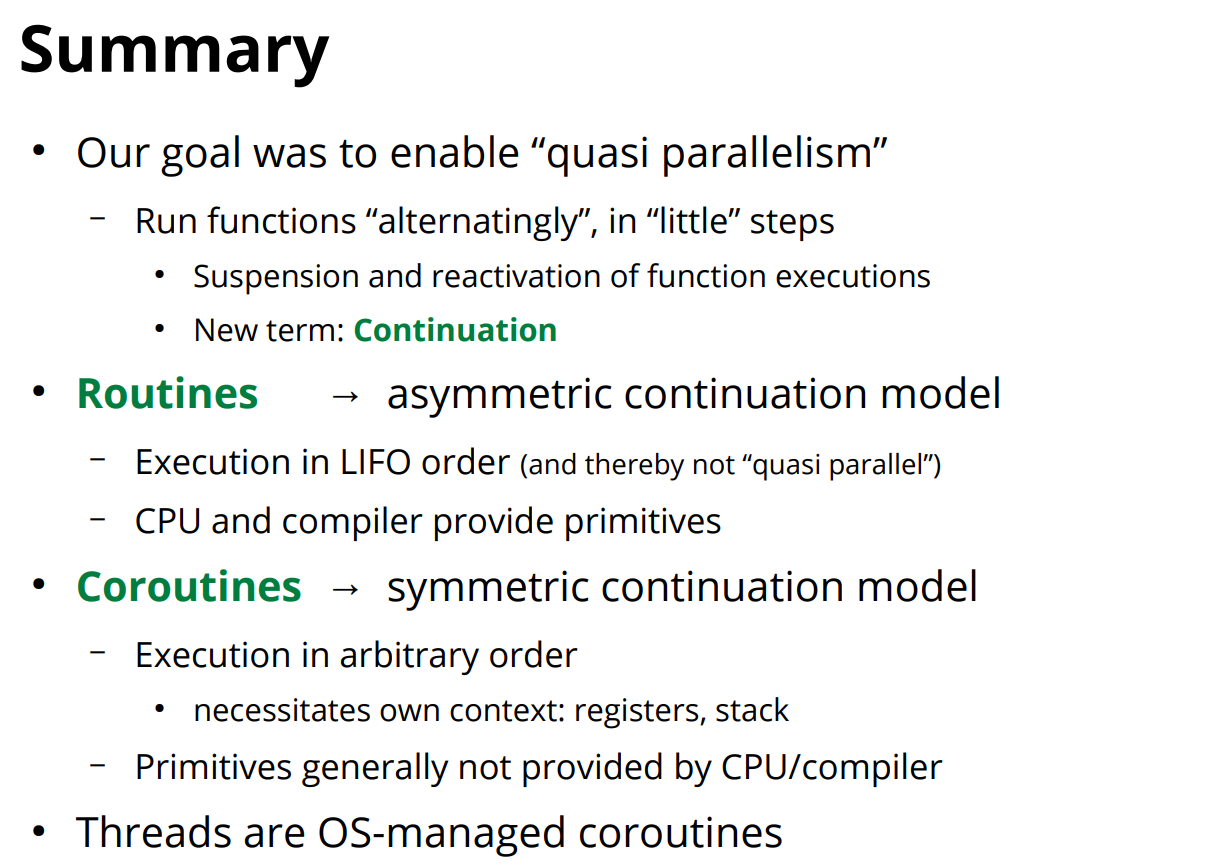 Summary
• Our goal was to enable “quasi parallelism”
– Run functions “alternatingly”, in “little” steps
• Suspension and reactivation of function executions
• New term: Continuation
• Routines → asymmetric continuation model
– Execution in LIFO order (and thereby not “quasi parallel”)
– CPU and compiler provide primitives
• Coroutines → symmetric continuation model
– Execution in arbitrary order
• necessitates own context: registers, stack
– Primitives generally not provided by CPU/compiler
• Threads are OS-managed coroutines